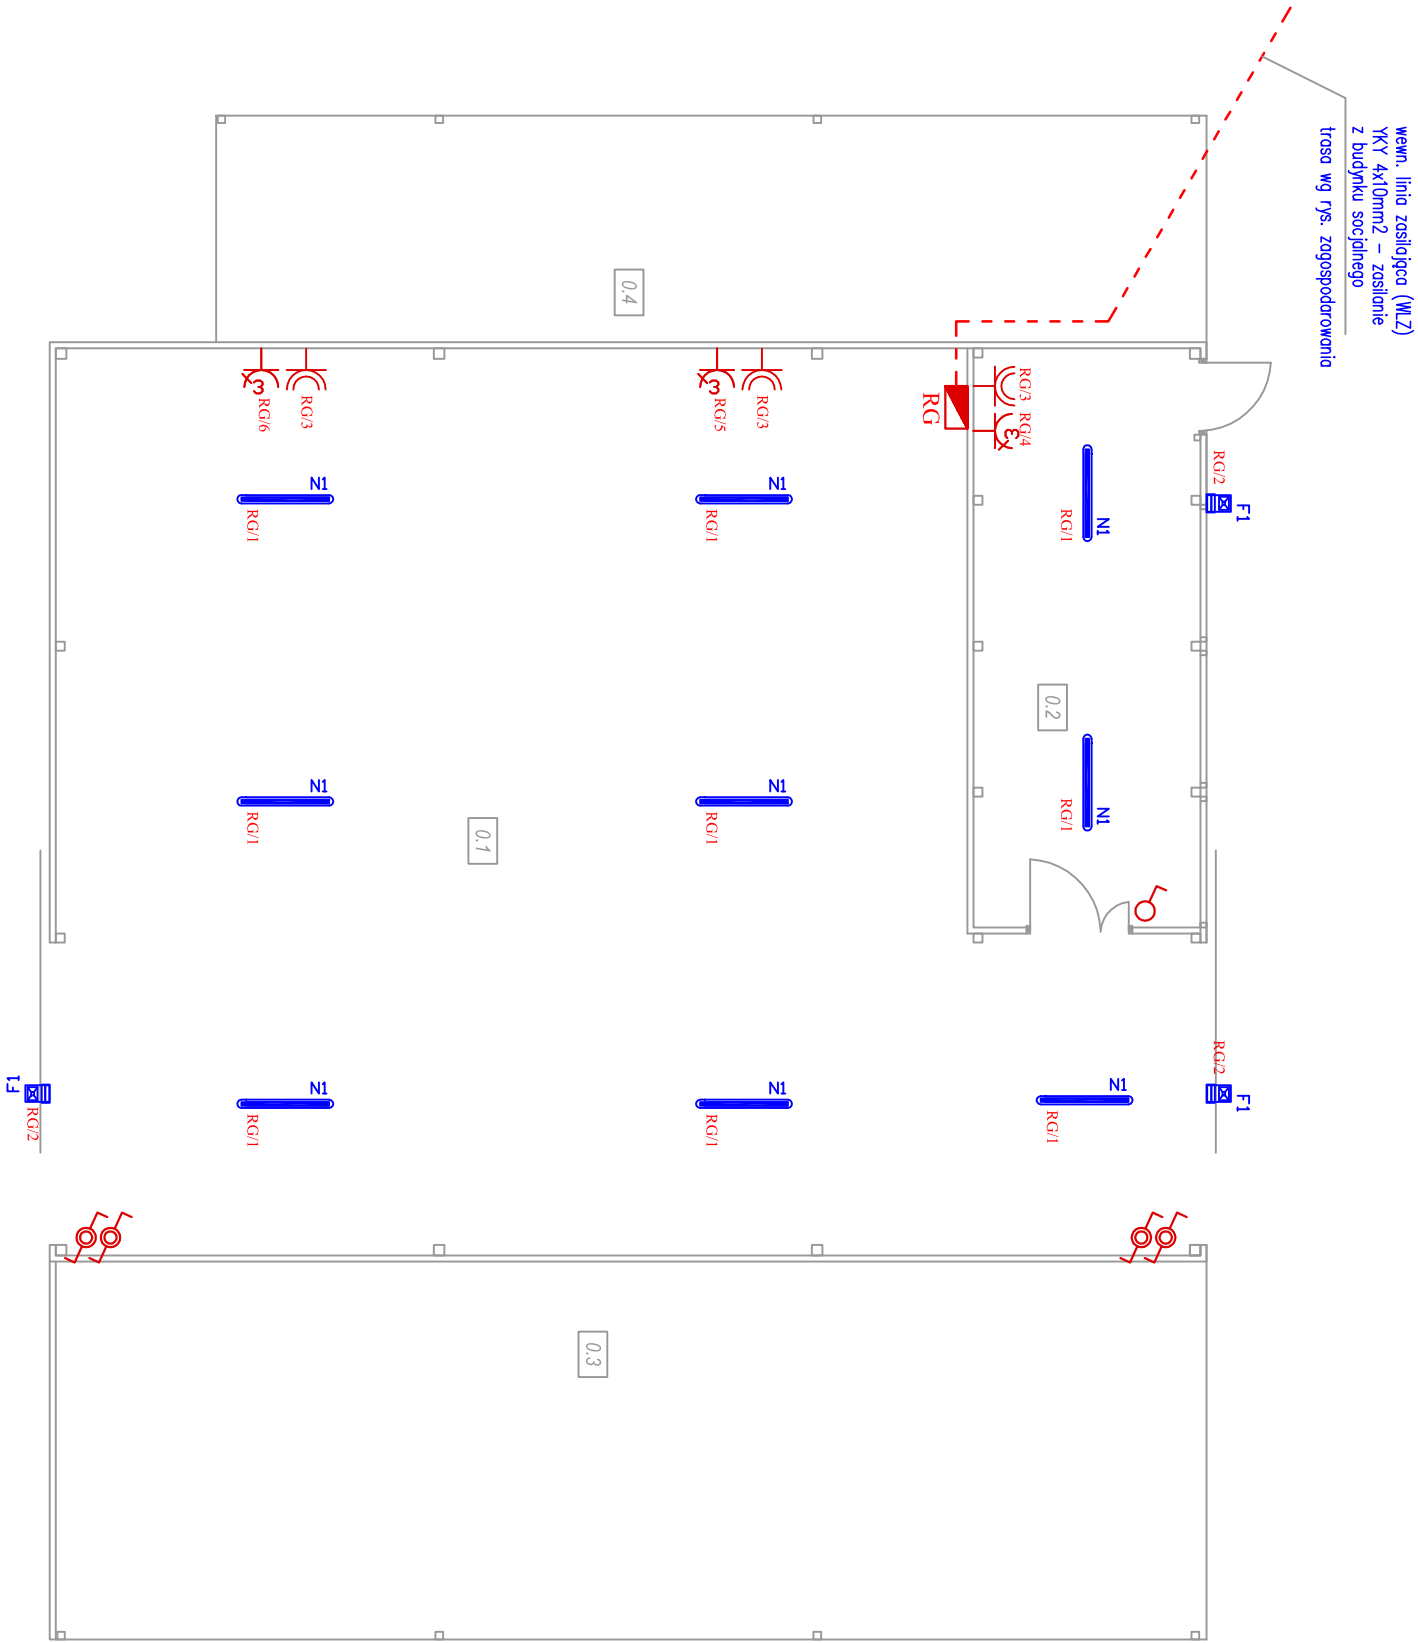 wewn. linia zasilająca (WLZ)
YKY 4x10mm2 – zasilanie
z budynku socjalnego
trasa wg rys. zagospodarowania
0.4
RG/6
RG/3
RG/5
RG/3
RG
RG/3
RG/4
x3
x3
x3
RG/2
F1
N1
RG/1
N1
RG/1
N1
RG/1
0.2
N1
RG/1
N1
RG/1
N1
RG/1
0.1
RG/2
F1
F1
RG/2
N1
RG/1
N1
RG/1
N1
RG/1
0.3